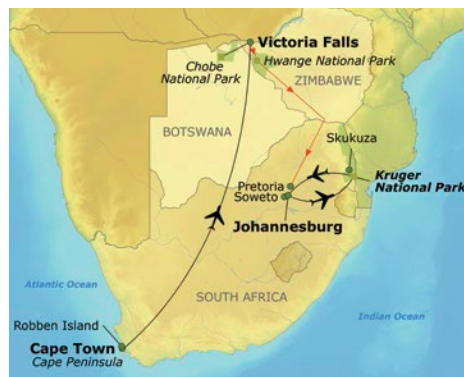 Victoria Falls
Chobe
National Park
Hwange National Park
ZIMBABWE
BOTSWANA
Skukuza
Kruger
National Park
Pretoria
Soweto
Johannesburg
SOUTH AFRICA
Atlantic Ocean
Indian Ocean
Robben Island
Cape Town
Cape Peninsula